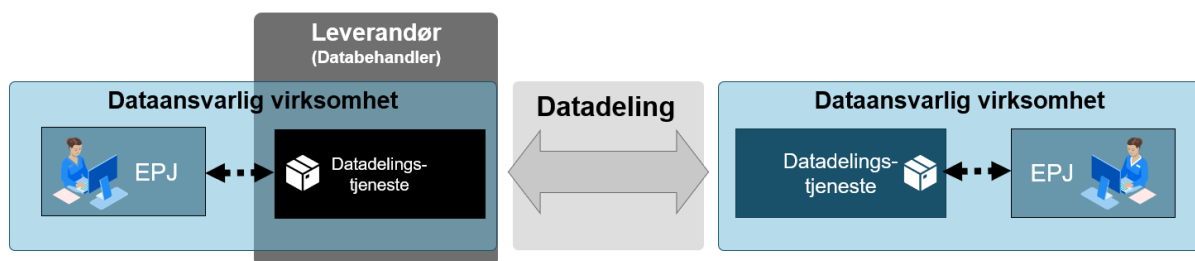 Leverandør
(Databehandler)
Dataansvarlig virksomhet
EPJ
Datadelings-
tjeneste
Datadeling
Dataansvarlig virksomhet
Datadelings-
tjeneste
EPJ